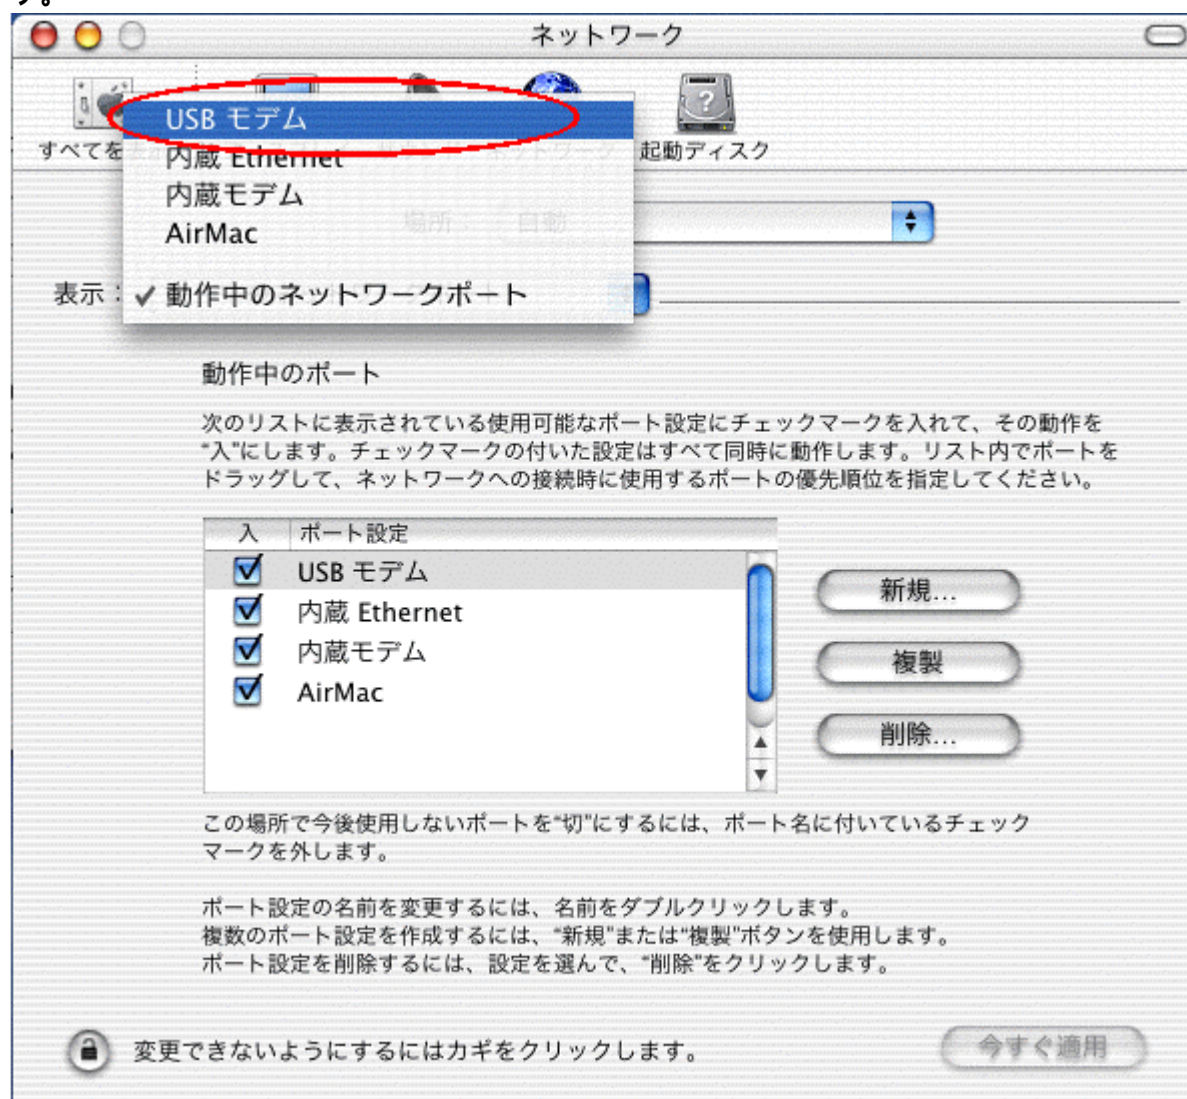 す。
ネットワーク
すべてを表示
ネットワーク
起動ディスク
USB モデム
内蔵 Ethernet
内蔵モデム
AirMac
場所
自動
表示：
✓ 動作中のネットワークポート
動作中のポート
次のリストに表示されている使用可能なポート設定にチェックマークを入れて、その動作を
“入”にします。チェックマークの付いた設定はすべて同時に動作します。リスト内でポートを
ドラッグして、ネットワークへの接続時に使用するポートの優先順位を指定してください。
入 ポート設定
USB モデム
内蔵 Ethernet
内蔵モデム
AirMac
新規...
複製
削除...
この場所で今後使用しないポートを“切”にするには、ポート名に付いているチェック
マークを外します。
ポート設定の名前を変更するには、名前をダブルクリックします。
複数のポート設定を作成するには、“新規”または“複製”ボタンを使用します。
ポート設定を削除するには、設定を選んで、“削除”をクリックします。
変更できないようにするにはカギをクリックします。
今すぐ適用